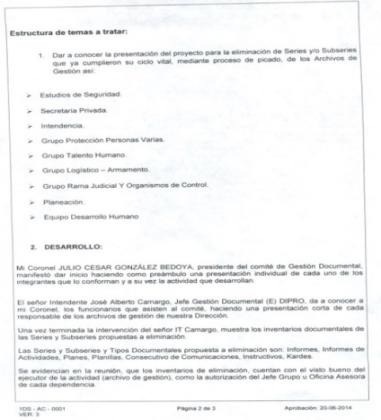 Estructura de temas a tratar:
1. Dar a conocer la presentación del proyecto para la eliminación de Series y/o Subseries
que ya cumplieron su ciclo vital, mediante proceso de picado, de los Archivos de
Gestión así:
➢ Estudios de Seguridad.
➢ Secretaria Privada.
➢ Intendencia.
➢ Grupo Protección Personas Varias.
➢ Grupo Talento Humano.
➢ Grupo Logístico – Armamento.
➢ Grupo Rama Judicial Y Organismos de Control.
➢ Planeación.
➢ Equipo Desarrollo Humano
2. DESARROLLO:
Mi Coronel JULIO CESAR GONZÁLEZ BEDOYA, presidente del comité de Gestión Documental,
manifestó dar inicio haciendo como preámbulo una presentación individual de cada uno de los
integrantes que lo conforman y a su vez la actividad que desarrollan.
El señor Intendente José Alberto Camargo, Jefe Gestión Documental (E) DIPRO, da a conocer a
mi Coronel, los funcionarios que asisten al comité, haciendo una presentación corta de cada
responsable de los archivos de gestión de nuestra Dirección.
Una vez terminada la intervención del señor IT Camargo, muestra los inventarios documentales de
las Series y Subseries propuestas a eliminación.
Las Series y Subseries y Tipos Documentales propuesta a eliminación son: Informes, Informes de
Actividades, Planes, Planillas, Consecutivo de Comunicaciones, Instructivos, Kardes.
Se evidencian en la reunión, que los inventarios de eliminación, cuentan con el visto bueno del
ejecutor de la actividad (archivo de gestión), como la autorización del Jefe Grupo u Oficina Asesora
de cada dependencia.
1DS - AC - 0001
VER: 3
Página 2 de 3
Aprobación: 20-06-2014